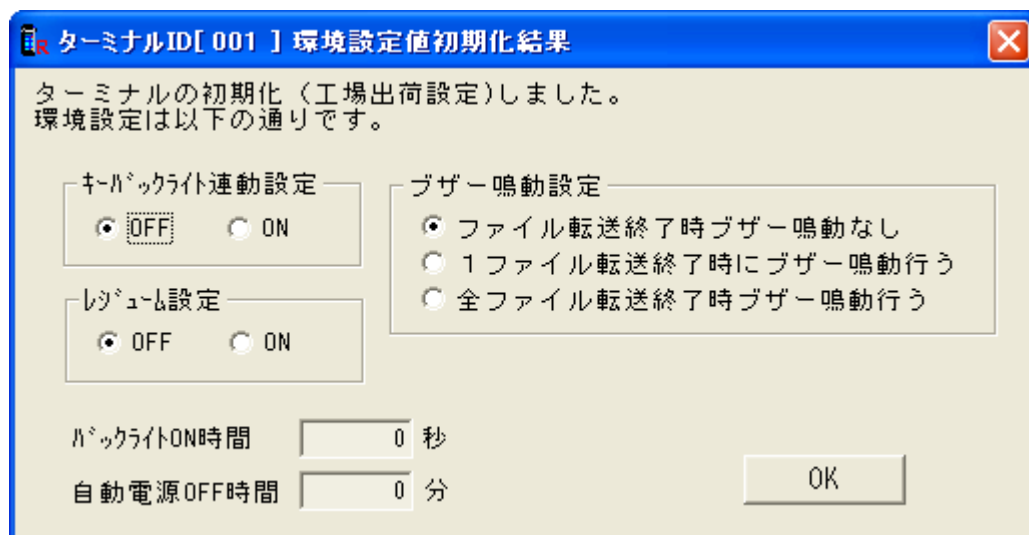 ターミナルID[ 001 ] 環境設定値初期化結果
ターミナルの初期化（工場出荷設定)しました。
環境設定は以下の通りです。
ｷｰﾊﾞｯｸﾗｲﾄ連動設定
OFF ON
ブザー鳴動設定
ファイル転送終了時ブザー鳴動なし
１ファイル転送終了時にブザー鳴動行う
全ファイル転送終了時ブザー鳴動行う
ﾚｼﾞｭｰﾑ設定
OFF ON
ﾊﾞｯｸﾗｲﾄON時間 0 秒
自動電源OFF時間 0 分
OK